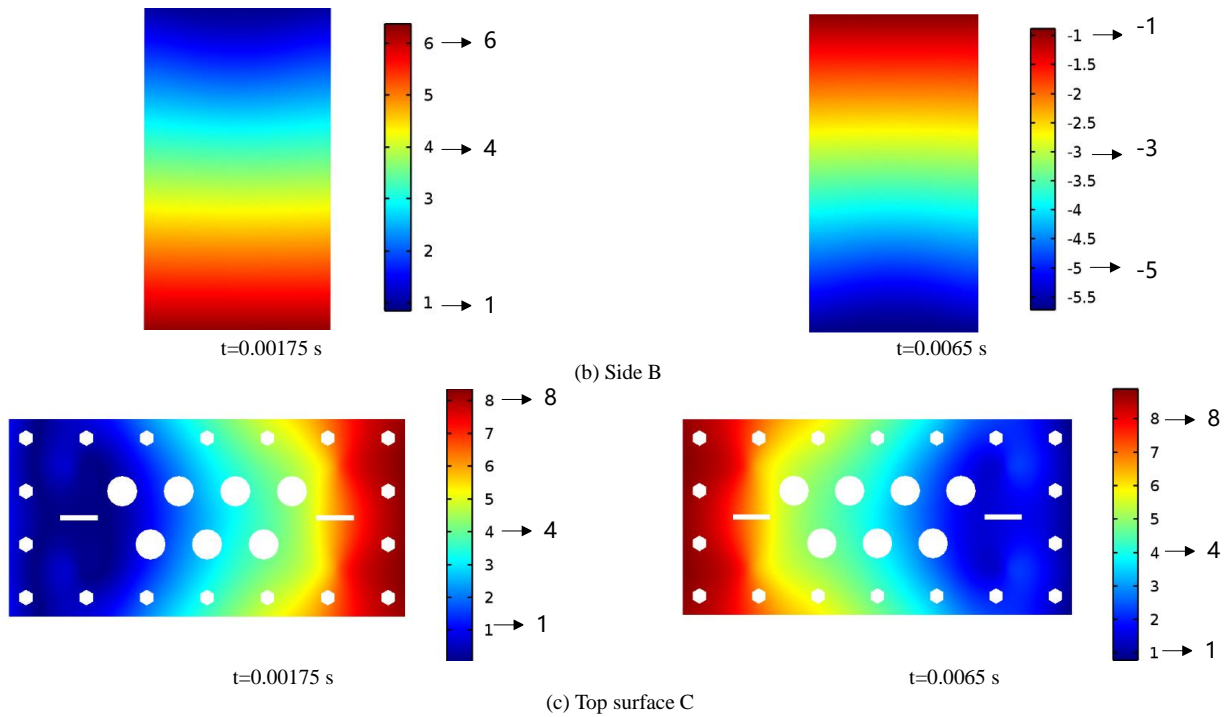 6 → 6
5
4 → 4
3
2
1 → 1
t=0.00175 s
-1 → -1
-1.5
-2
-2.5
-3 → -3
-3.5
-4
-4.5
-5 → -5
-5.5
t=0.0065 s
(b) Side B
8 → 8
7
6
5
4 → 4
3
2
1 → 1
t=0.00175 s
8 → 8
7
6
5
4 → 4
3
2
1 → 1
t=0.0065 s
(c) Top surface C